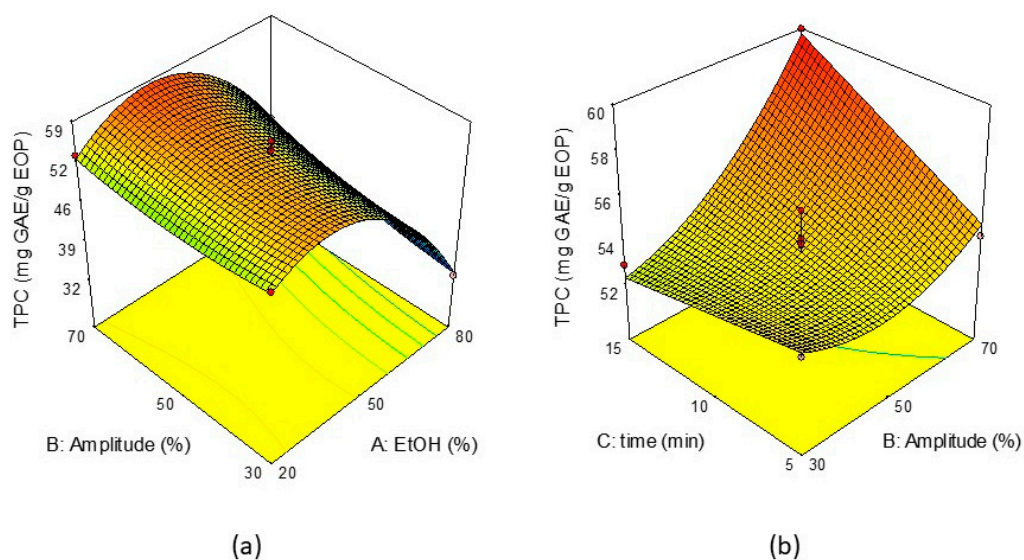 TPC (mg GAE/g EOP)
59
52
46
39
32
70
50
30
B: Amplitude (%)
20
50
80
A: EtOH (%)
(a)
TPC (mg GAE/g EOP)
60
58
56
54
52
15
10
5
C: time (min)
30
50
70
B: Amplitude (%)
(b)